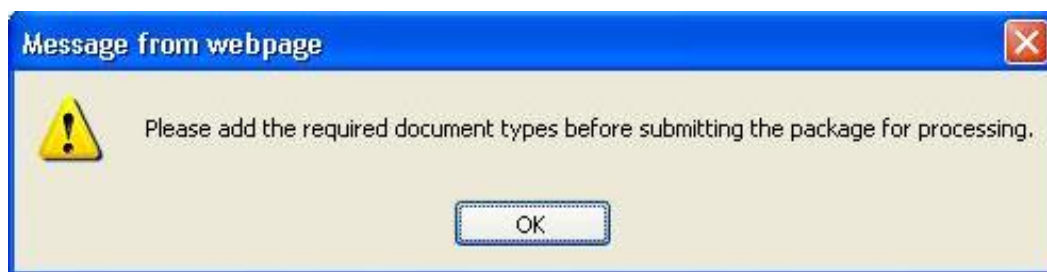 Message from webpage
Please add the required document types before submitting the package for processing.
OK